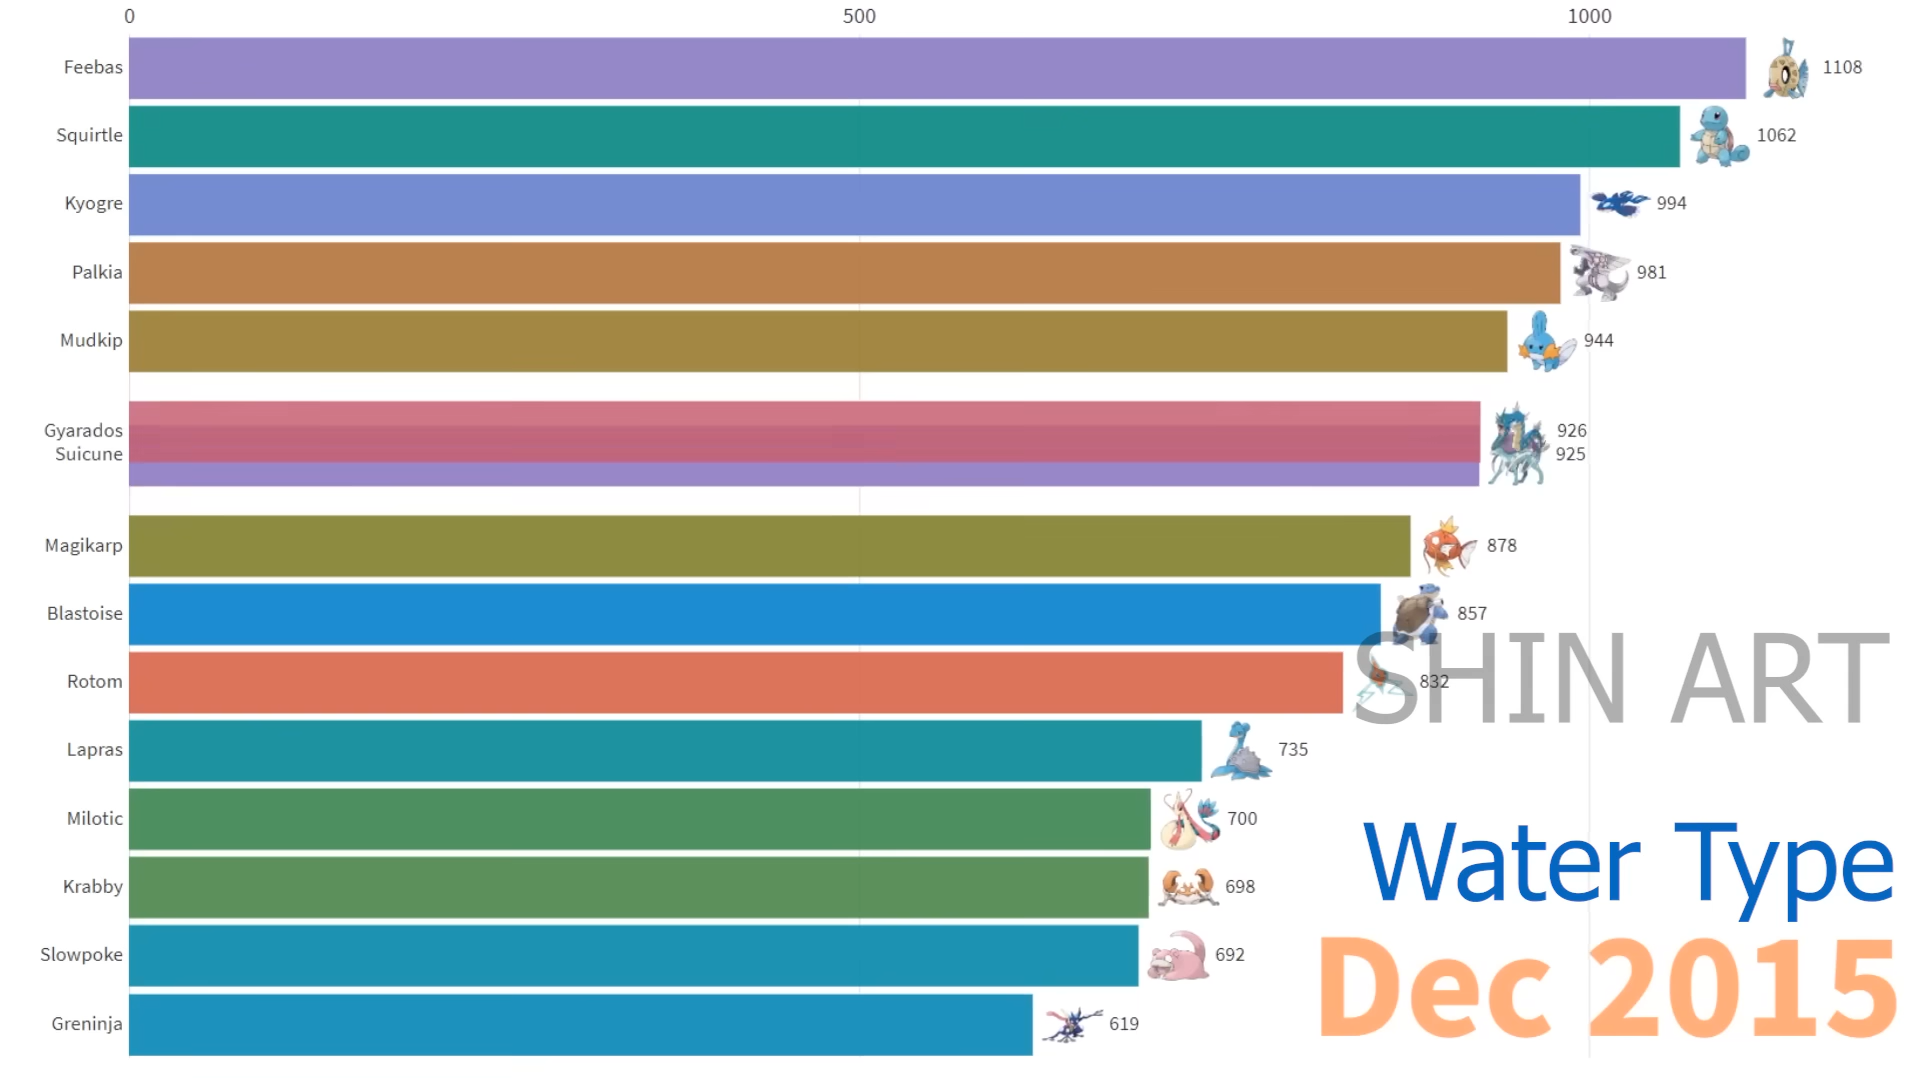 0 500 1000
Feebas 1108
Squirtle 1062
Kyogre 994
Palkia 981
Mudkip 944
Gyarados 926
Suicune 925
Magikarp 878
Blastoise 857
Rotom 832
SHIN ART
Lapras 735
Milotic 700
Water Type
Krabby 698
Slowpoke 692
Dec 2015
Greninja 619